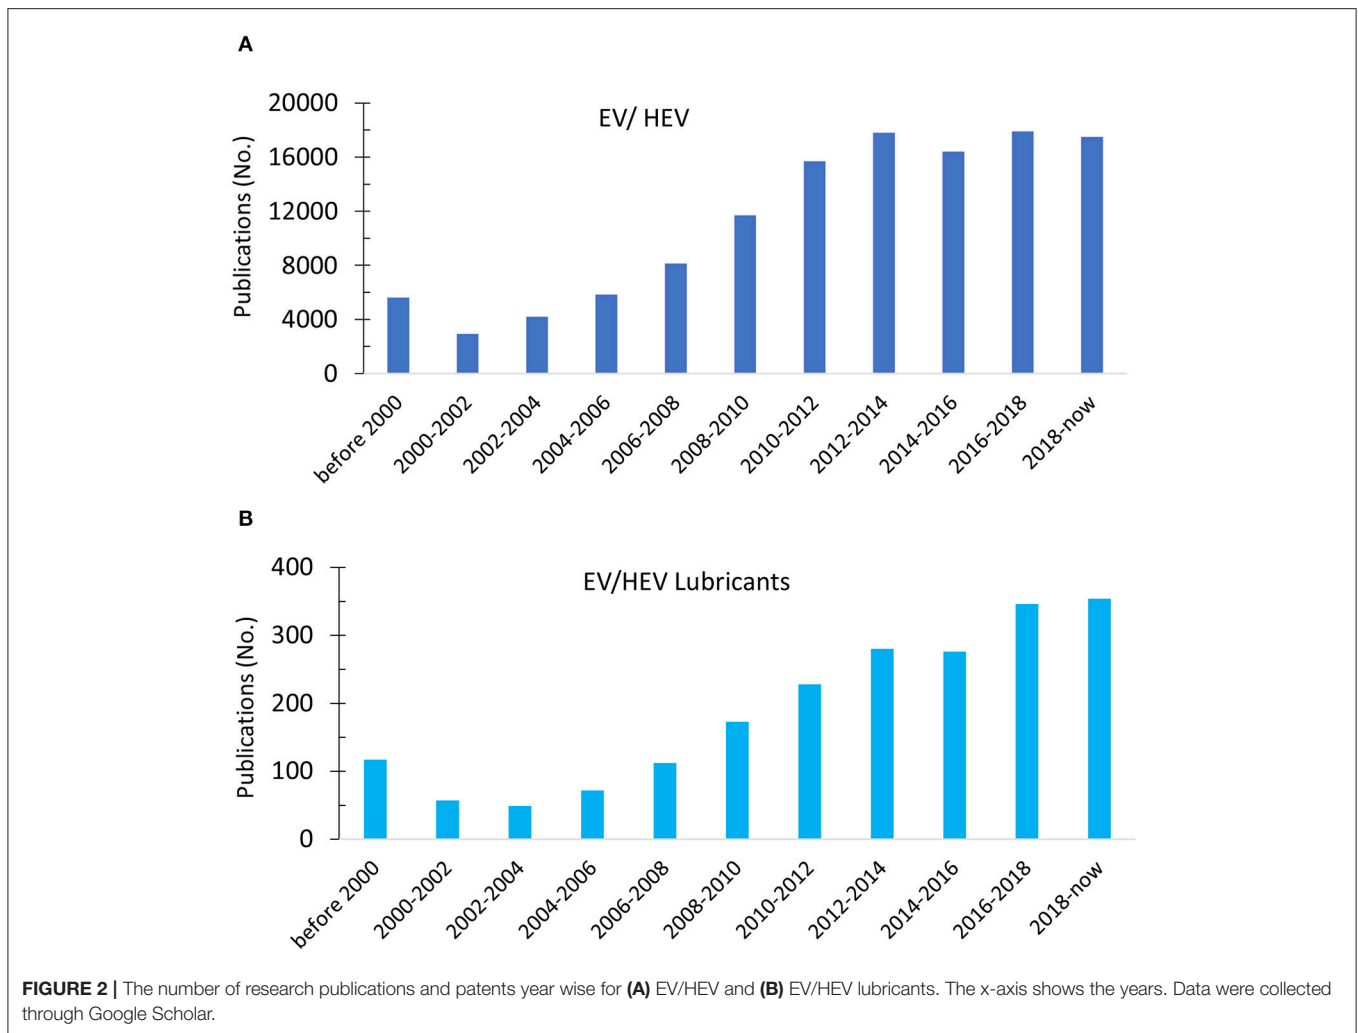 A
EV/ HEV
Publications (No.)
20000
16000
12000
8000
4000
0
before 2000
2000-2002
2002-2004
2004-2006
2006-2008
2008-2010
2010-2012
2012-2014
2014-2016
2016-2018
2018-now
B
EV/HEV Lubricants
Publications (No.)
400
300
200
100
0
before 2000
2000-2002
2002-2004
2004-2006
2006-2008
2008-2010
2010-2012
2012-2014
2014-2016
2016-2018
2018-now
FIGURE 2 | The number of research publications and patents year wise for (A) EV/HEV and (B) EV/HEV lubricants. The x-axis shows the years. Data were collected
through Google Scholar.